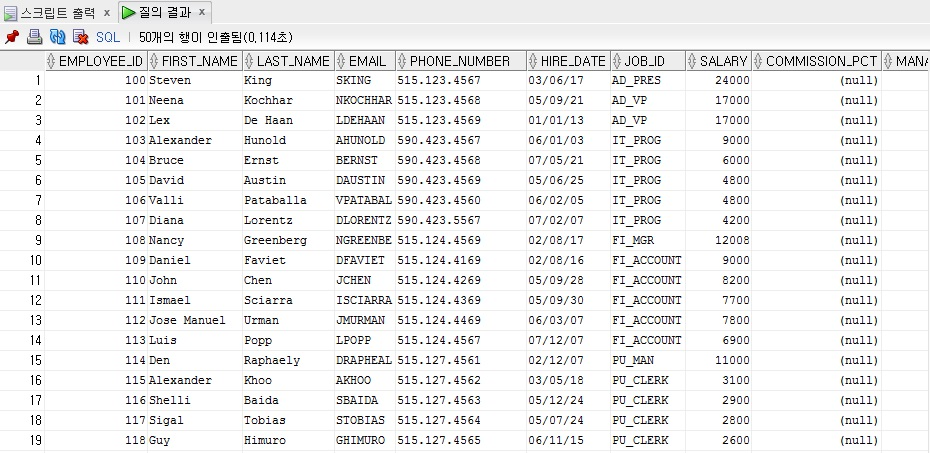 스크립트 출력 x 질의 결과 x
SQL | 50개의 행이 인출됨(0,114초)
EMPLOYEE_ID FIRST_NAME LAST_NAME EMAIL PHONE_NUMBER HIRE_DATE JOB_ID SALARY COMMISSION_PCT MANA
1 100 Steven King SKING 515.123.4567 03/06/17 AD_PRES 24000 (null)
2 101 Neena Kochhar NKOCHHAR 515.123.4568 05/09/21 AD_VP 17000 (null)
3 102 Lex De Haan LDEHAAN 515.123.4569 01/01/13 AD_VP 17000 (null)
4 103 Alexander Hunold AHUNOLD 590.423.4567 06/01/03 IT_PROG 9000 (null)
5 104 Bruce Ernst BERNST 590.423.4568 07/05/21 IT_PROG 6000 (null)
6 105 David Austin DAUSTIN 590.423.4569 05/06/25 IT_PROG 4800 (null)
7 106 Valli Pataballa VPATABAL 590.423.4560 06/02/05 IT_PROG 4800 (null)
8 107 Diana Lorentz DLORENTZ 590.423.5567 07/02/07 IT_PROG 4200 (null)
9 108 Nancy Greenberg NGREENBE 515.124.4569 02/08/17 FI_MGR 12008 (null)
10 109 Daniel Faviet DFAVIET 515.124.4169 02/08/16 FI_ACCOUNT 9000 (null)
11 110 John Chen JCHEN 515.124.4269 05/09/28 FI_ACCOUNT 8200 (null)
12 111 Ismael Sciarra ISCIARRA 515.124.4369 05/09/30 FI_ACCOUNT 7700 (null)
13 112 Jose Manuel Urman JMURMAN 515.124.4469 06/03/07 FI_ACCOUNT 7800 (null)
14 113 Luis Popp LPOPP 515.124.4567 07/12/07 FI_ACCOUNT 6900 (null)
15 114 Den Raphaely DRAPHEAL 515.127.4561 02/12/07 PU_MAN 11000 (null)
16 115 Alexander Khoo AKHOO 515.127.4562 03/05/18 PU_CLERK 3100 (null)
17 116 Shelli Baida SBAIDA 515.127.4563 05/12/24 PU_CLERK 2900 (null)
18 117 Sigal Tobias STOBIAS 515.127.4564 05/07/24 PU_CLERK 2800 (null)
19 118 Guy Himuro GHIMURO 515.127.4565 06/11/15 PU_CLERK 2600 (null)